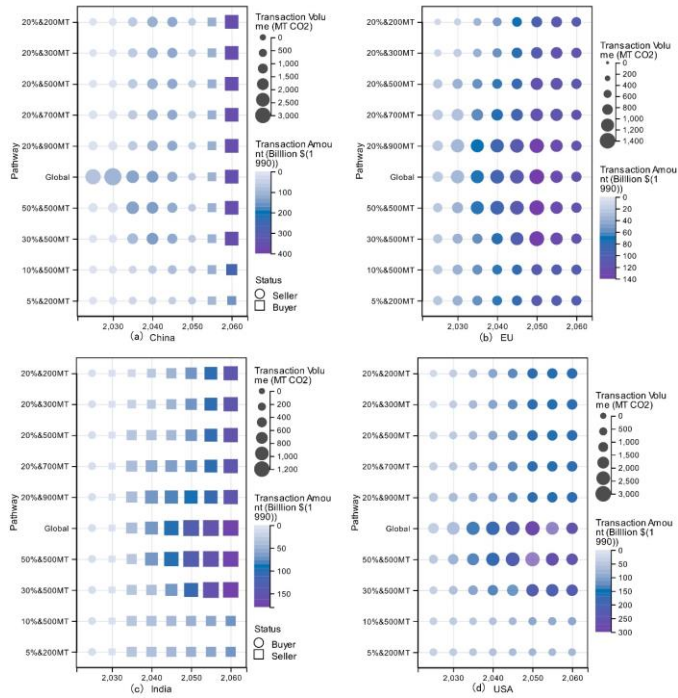 20%&200MT
20%&300MT
20%&500MT
20%&700MT
20%&900MT
Global
50%&500MT
30%&500MT
10%&500MT
5%&200MT
Pathway
2,030 2,040 2,050 2,060
(a) China
Transaction Volu
me (MT CO2)
0
500
1,000
1,500
2,000
2,500
3,000
Transaction Amou
nt (Billlion $(1
990))
0
100
200
300
400
Status
Seller
Buyer
20%&200MT
20%&300MT
20%&500MT
20%&700MT
20%&900MT
Global
50%&500MT
30%&500MT
10%&500MT
5%&200MT
Pathway
2,030 2,040 2,050 2,060
(b) EU
Transaction Volu
me (MT CO2)
0
200
400
600
800
1,000
1,200
1,400
Transaction Amou
nt (Billlion $(1
990))
0
20
40
60
80
100
120
140
20%&200MT
20%&300MT
20%&500MT
20%&700MT
20%&900MT
Global
50%&500MT
30%&500MT
10%&500MT
5%&200MT
Pathway
2,030 2,040 2,050 2,060
(c) India
Transaction Volu
me (MT CO2)
0
200
400
600
800
1,000
1,200
Transaction Amou
nt (Billlion $(1
990))
0
50
100
150
Status
Buyer
Seller
20%&200MT
20%&300MT
20%&500MT
20%&700MT
20%&900MT
Global
50%&500MT
30%&500MT
10%&500MT
5%&200MT
Pathway
2,030 2,040 2,050 2,060
(d) USA
Transaction Volu
me (MT CO2)
0
500
1,000
1,500
2,000
2,500
3,000
Transaction Amou
nt (Billlion $(1
990))
0
50
100
150
200
250
300